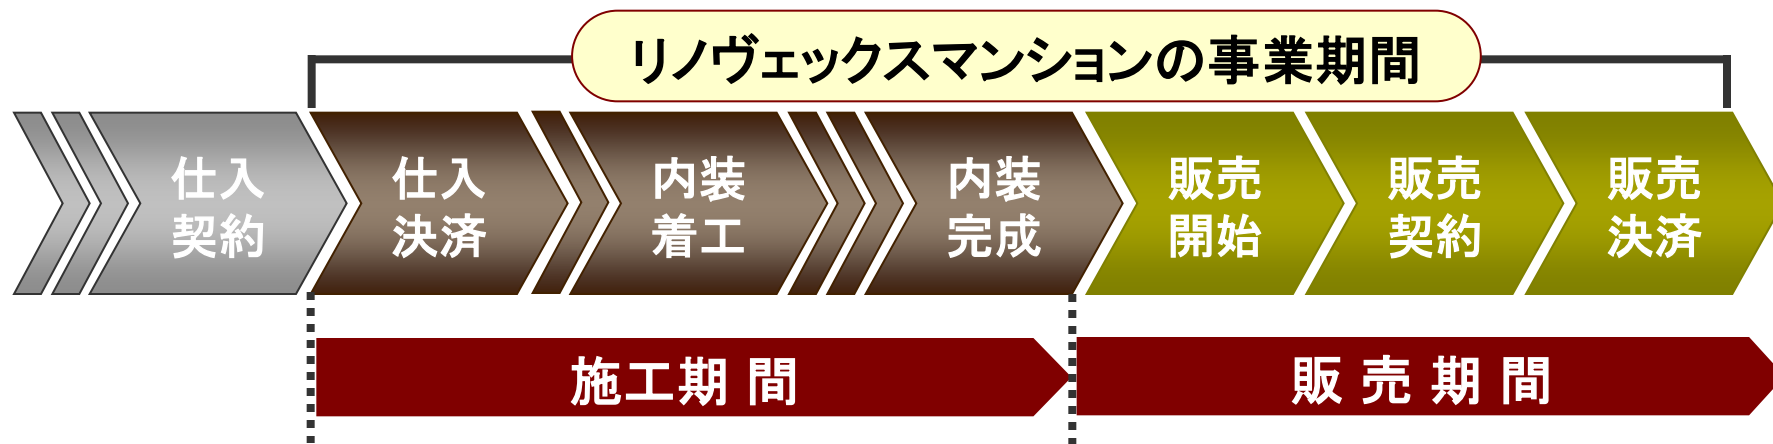 リノヴェックスマンションの事業期間
仕入
契約
仕入
決済
内装
着工
内装
完成
販売
開始
販売
契約
販売
決済
施工期間
販売期間